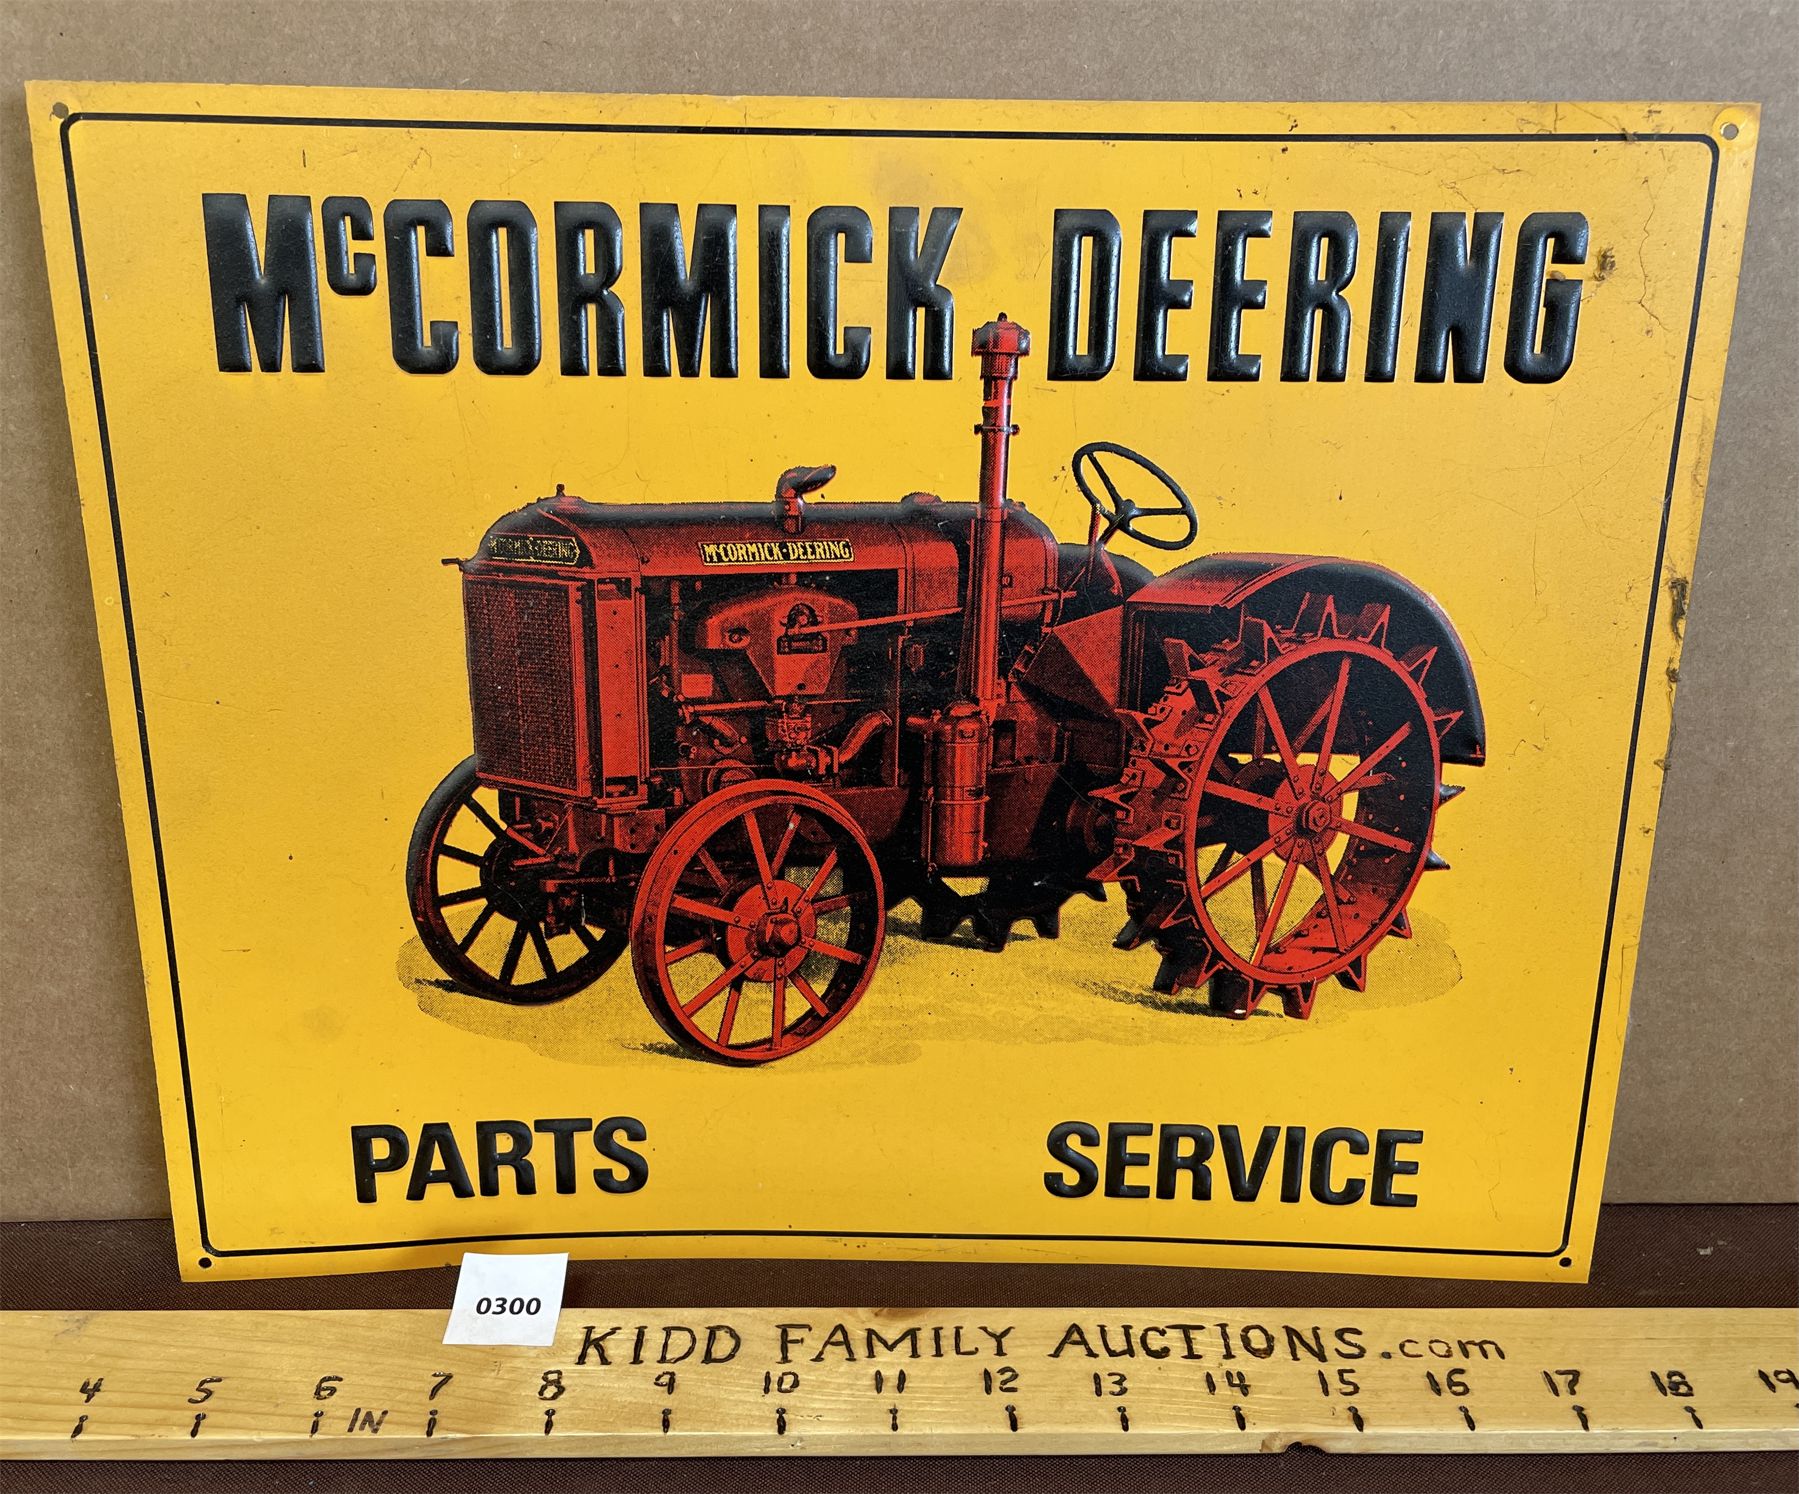 McCORMICK DEERING
McCORMICK-DEERING
McCORMICK-DEERING
PARTS SERVICE
0300
KIDD FAMILY AUCTIONS.com
4 5 6 7 8 9 10 11 12 13 14 15 16 17 18 19
IN